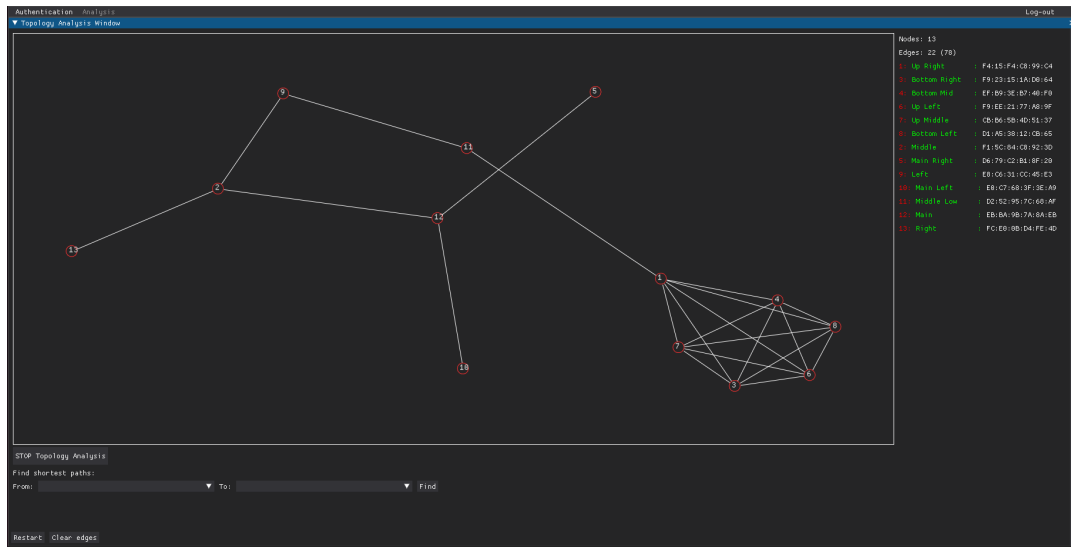 Authentication Analysis Log-out
▼ Topology Analysis Window
Nodes: 13
Edges: 22 (78)
1: Up Right : F4:15:F4:C8:99:C4
3: Bottom Right : F9:23:15:1A:D0:64
4: Bottom Mid : EF:B9:3E:B7:40:F0
6: Up Left : F9:EE:21:77:A8:9F
7: Up Middle : CB:B6:5B:4D:51:37
8: Bottom Left : D1:A5:38:12:CB:65
2: Middle : F1:5C:84:C8:92:3D
5: Main Right : D6:79:C2:B1:8F:20
9: Left : E8:C6:31:CC:45:E3
10: Main Left : E8:C7:68:3F:3E:A9
11: Middle Low : D2:52:95:7C:68:AF
12: Main : EB:BA:9B:7A:8A:EB
13: Right : FC:E0:0B:D4:FE:4D
9
5
11
2
12
13
1
4
8
7
10
6
3
STOP Topology Analysis
Find shortest paths:
From: ▼ To: ▼ Find
Restart Clear edges